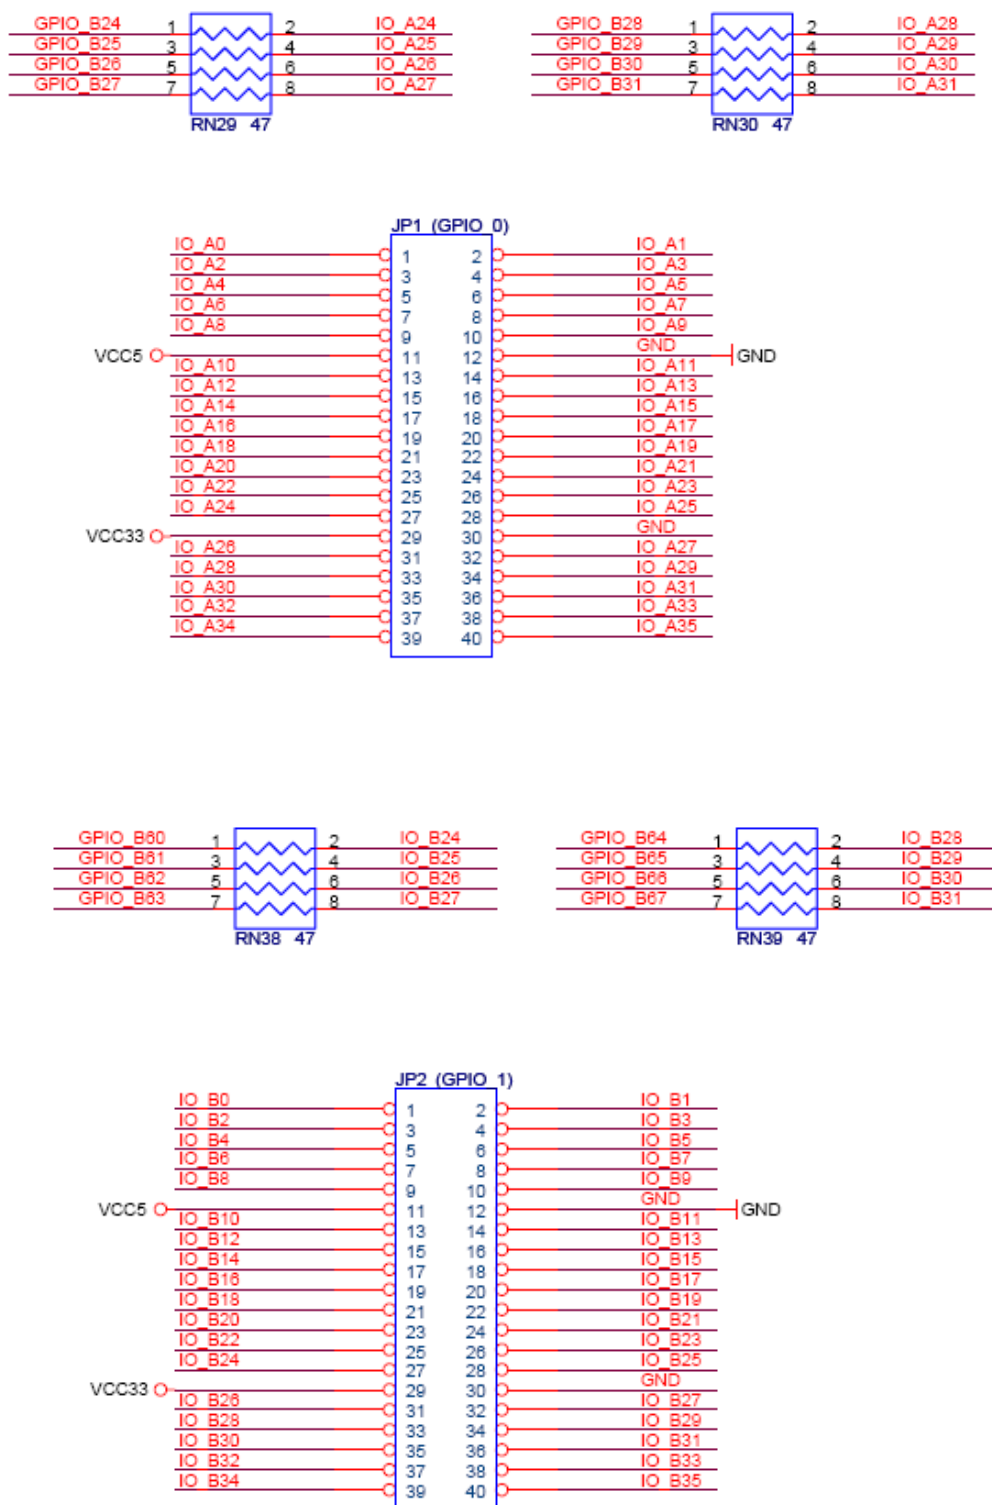 GPIO_B24 1 2 IO_A24 GPIO_B28 1 2 IO_A28
GPIO_B25 3 4 IO_A25 GPIO_B29 3 4 IO_A29
GPIO_B26 5 6 IO_A26 GPIO_B30 5 6 IO_A30
GPIO_B27 7 8 IO_A27 GPIO_B31 7 8 IO_A31
RN29 47 RN30 47
JP1 (GPIO 0)
IO_A0 1 2 IO_A1
IO_A2 3 4 IO_A3
IO_A4 5 6 IO_A5
IO_A6 7 8 IO_A7
IO_A8 9 10 IO_A9
VCC5 11 12 GND GND
IO_A10 13 14 IO_A11
IO_A12 15 16 IO_A13
IO_A14 17 18 IO_A15
IO_A16 19 20 IO_A17
IO_A18 21 22 IO_A19
IO_A20 23 24 IO_A21
IO_A22 25 26 IO_A23
IO_A24 27 28 IO_A25
VCC33 29 30 GND
IO_A26 31 32 IO_A27
IO_A28 33 34 IO_A29
IO_A30 35 36 IO_A31
IO_A32 37 38 IO_A33
IO_A34 39 40 IO_A35
GPIO_B60 1 2 IO_B24 GPIO_B64 1 2 IO_B28
GPIO_B61 3 4 IO_B25 GPIO_B65 3 4 IO_B29
GPIO_B62 5 6 IO_B26 GPIO_B66 5 6 IO_B30
GPIO_B63 7 8 IO_B27 GPIO_B67 7 8 IO_B31
RN38 47 RN39 47
JP2 (GPIO 1)
IO_B0 1 2 IO_B1
IO_B2 3 4 IO_B3
IO_B4 5 6 IO_B5
IO_B6 7 8 IO_B7
IO_B8 9 10 IO_B9
VCC5 11 12 GND GND
IO_B10 13 14 IO_B11
IO_B12 15 16 IO_B13
IO_B14 17 18 IO_B15
IO_B16 19 20 IO_B17
IO_B18 21 22 IO_B19
IO_B20 23 24 IO_B21
IO_B22 25 26 IO_B23
IO_B24 27 28 IO_B25
VCC33 29 30 GND
IO_B26 31 32 IO_B27
IO_B28 33 34 IO_B29
IO_B30 35 36 IO_B31
IO_B32 37 38 IO_B33
IO_B34 39 40 IO_B35